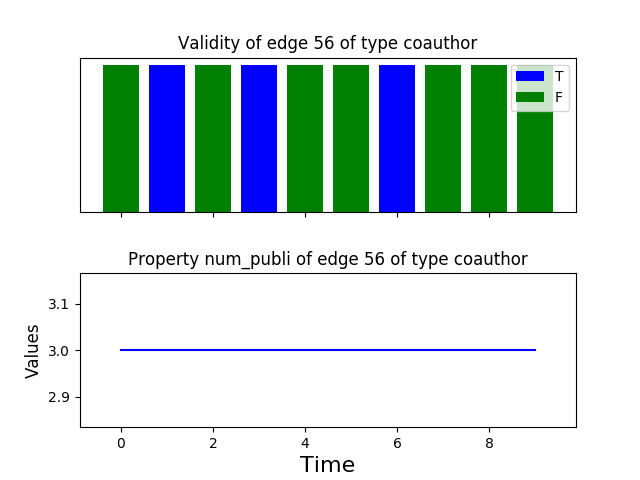 Validity of edge 56 of type coauthor
T
F
Property num_publi of edge 56 of type coauthor
3.1
3.0
2.9
Values
0 2 4 6 8
Time